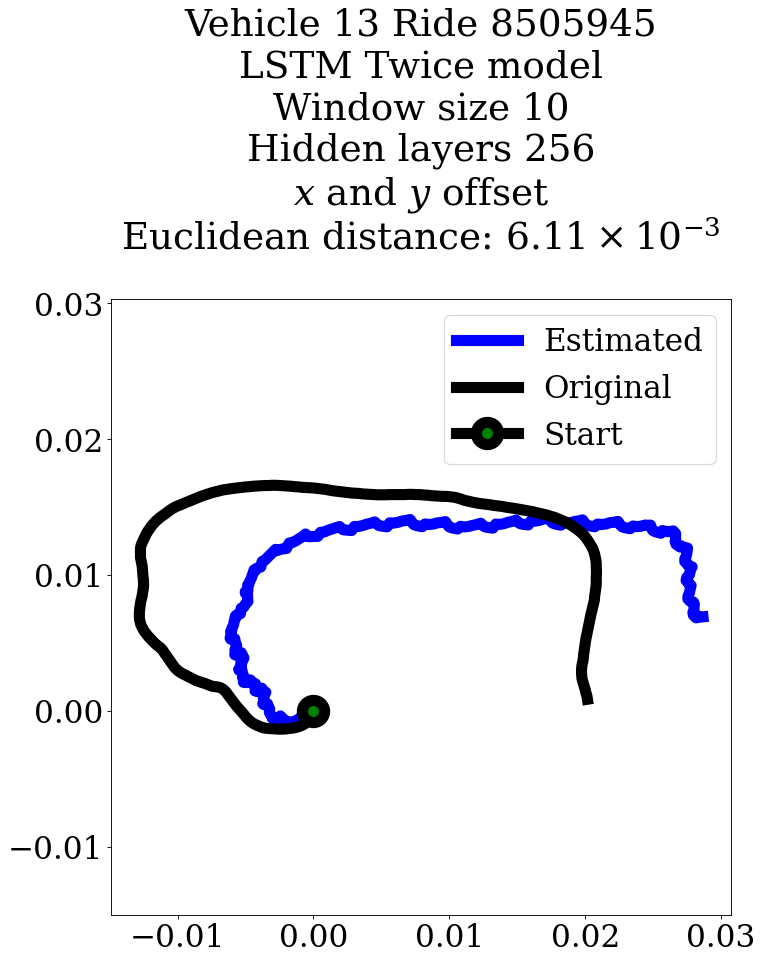 Vehicle 13 Ride 8505945
LSTM Twice model
Window size 10
Hidden layers 256
x and y offset
Euclidean distance: 6.11 × 10⁻³
Estimated
Original
Start
0.03
0.02
0.01
0.00
−0.01
−0.01
0.00
0.01
0.02
0.03